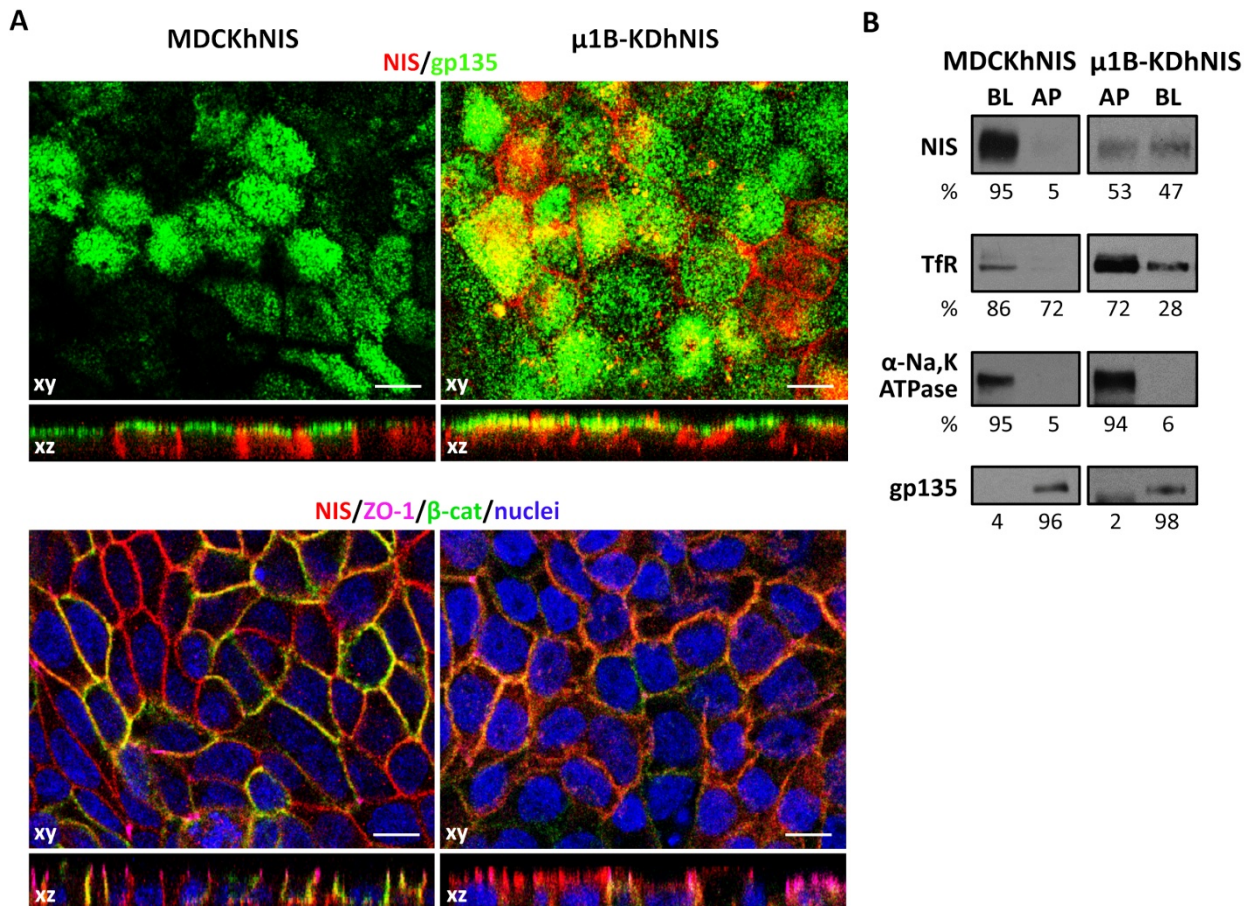 A
MDCKhNIS μ1B-KDhNIS
NIS/gp135
xy xy
xz xz
NIS/ZO-1/β-cat/nuclei
xy xy
xz xz
B
MDCKhNIS μ1B-KDhNIS
BL AP AP BL
NIS
% 95 5 53 47
TfR
% 86 72 72 28
α-Na,K
ATPase
% 95 5 94 6
gp135
4 96 2 98